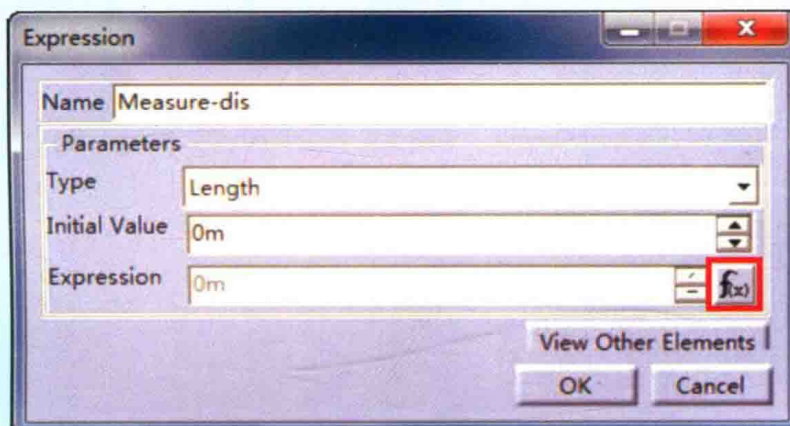 Expression
Name Measure-dis
Parameters
Type Length
Initial Value 0m
Expression 0m f(x)
View Other Elements
OK Cancel